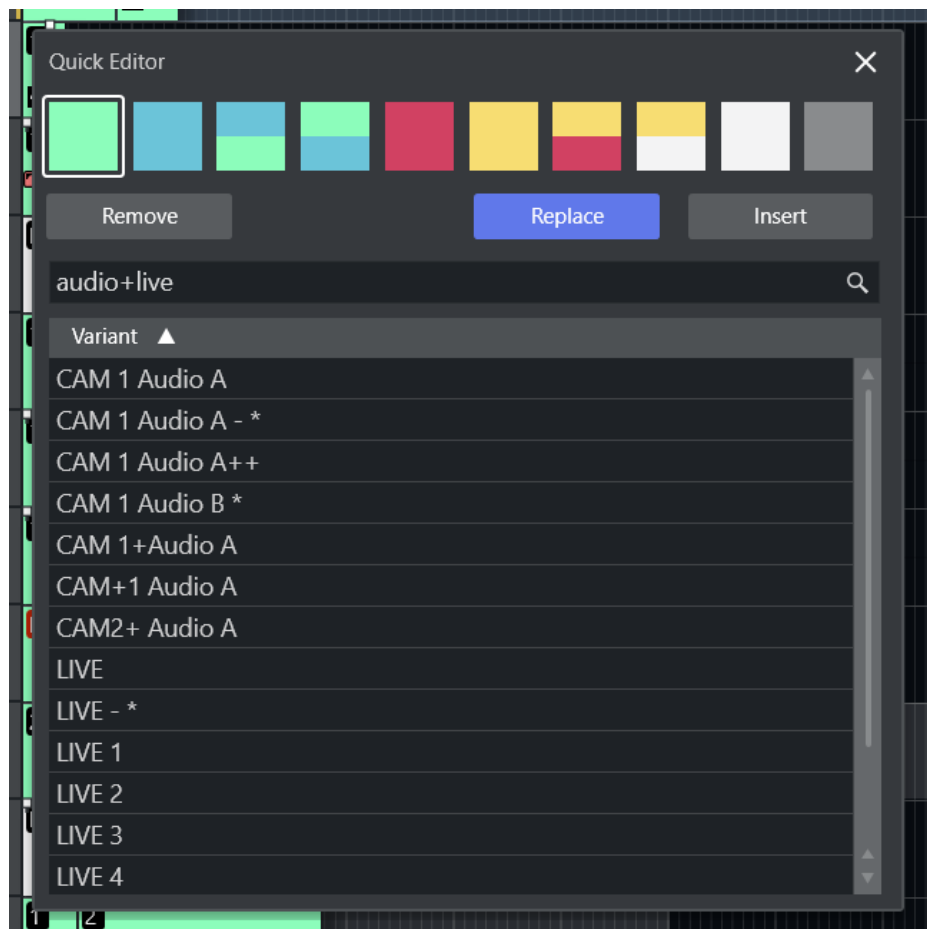 Quick Editor
Remove
Replace
Insert
audio+live
Variant
CAM 1 Audio A
CAM 1 Audio A - *
CAM 1 Audio A++
CAM 1 Audio B *
CAM 1+Audio A
CAM+1 Audio A
CAM2+ Audio A
LIVE
LIVE - *
LIVE 1
LIVE 2
LIVE 3
LIVE 4
1 2